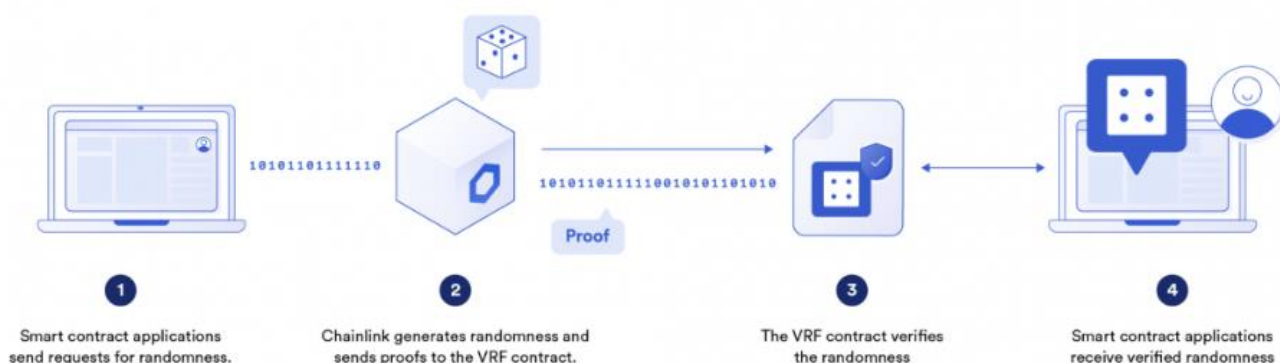 10101101111110
1010110111110010101101010
Proof
1
2
3
4
Smart contract applications
send requests for randomness.
Chainlink generates randomness and
sends proofs to the VRF contract.
The VRF contract verifies
the randomness
Smart contract applications
receive verified randomness